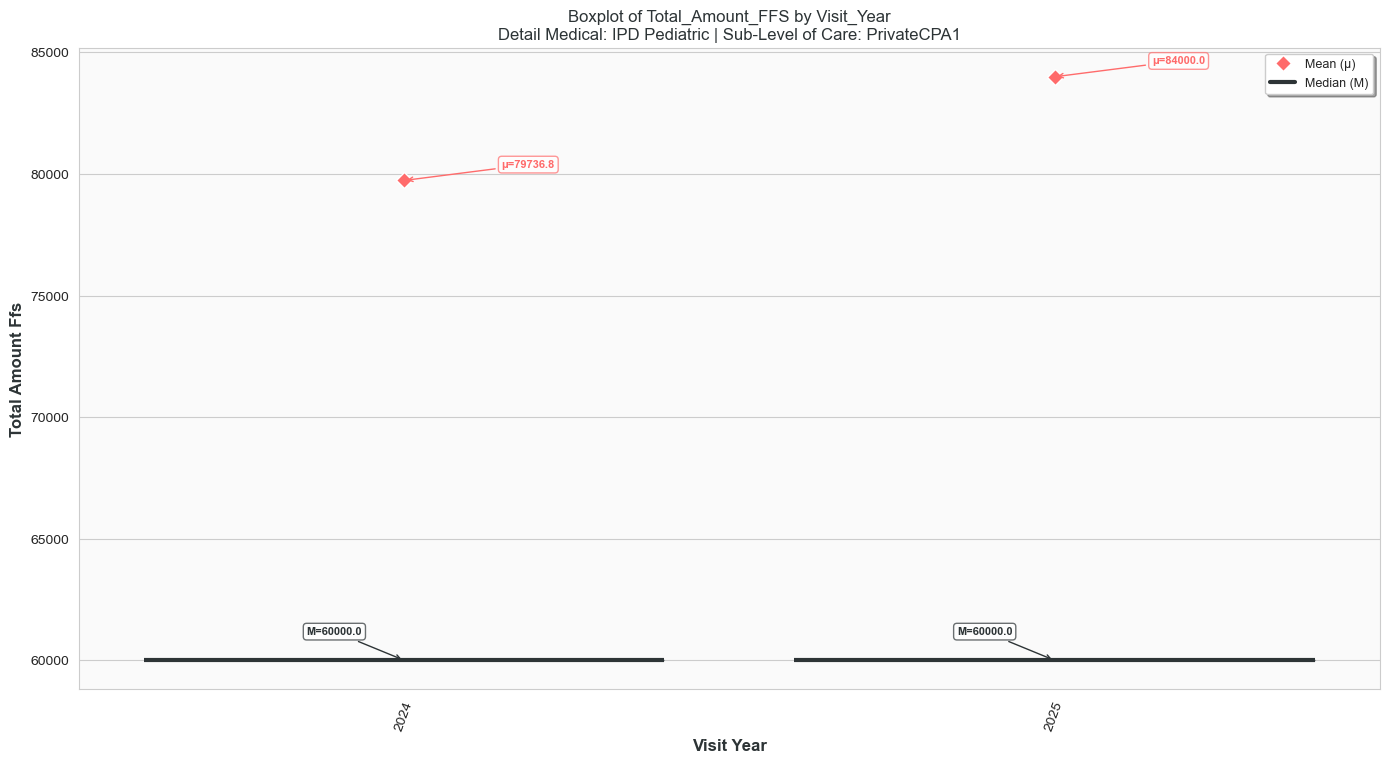 Boxplot of Total_Amount_FFS by Visit_Year
Detail Medical: IPD Pediatric | Sub-Level of Care: PrivateCPA1
85000
μ=84000.0
Mean (μ)
Median (M)
80000
μ=79736.8
75000
70000
65000
60000
M=60000.0
M=60000.0
Total Amount Ffs
2024
2025
Visit Year